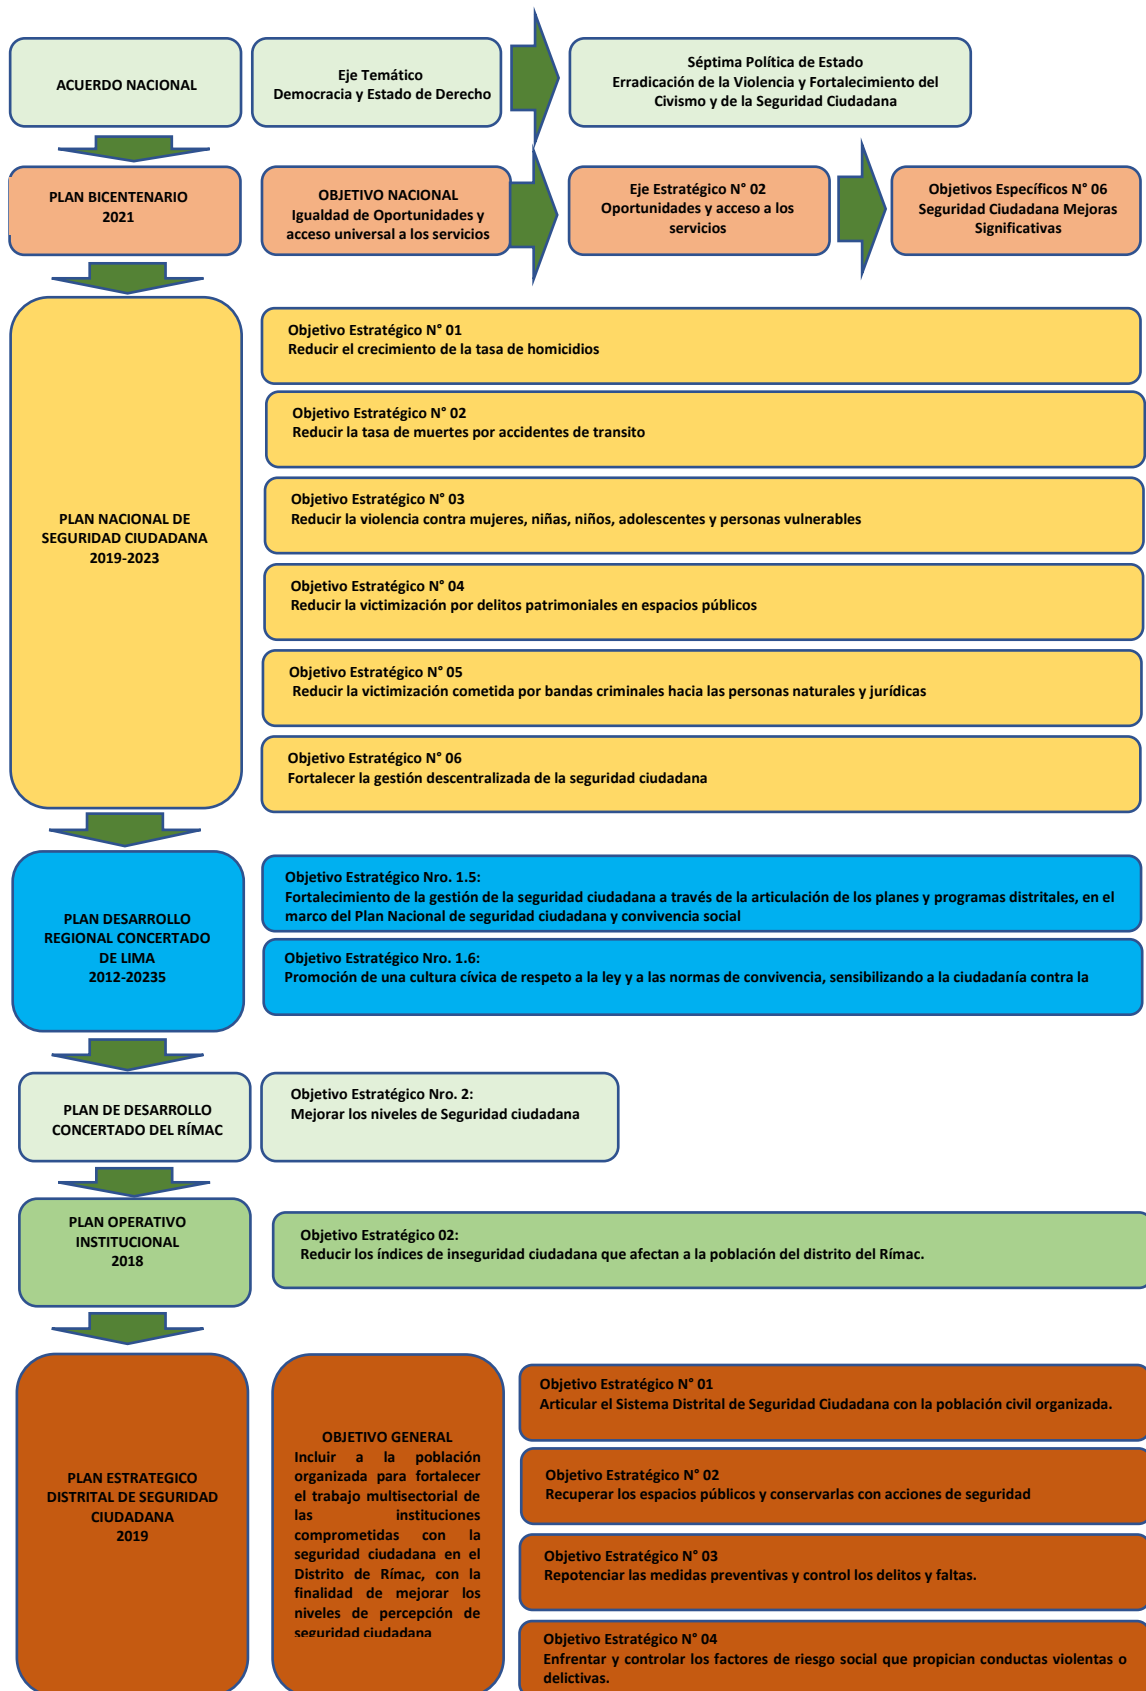 ACUERDO NACIONAL
Eje Temático
Democracia y Estado de Derecho
Séptima Política de Estado
Erradicación de la Violencia y Fortalecimiento del
Civismo y de la Seguridad Ciudadana
PLAN BICENTENARIO
2021
OBJETIVO NACIONAL
Igualdad de Oportunidades y
acceso universal a los servicios
Eje Estratégico N° 02
Oportunidades y acceso a los
servicios
Objetivos Específicos N° 06
Seguridad Ciudadana Mejoras
Significativas
PLAN NACIONAL DE
SEGURIDAD CIUDADANA
2019-2023
Objetivo Estratégico N° 01
Reducir el crecimiento de la tasa de homicidios
Objetivo Estratégico N° 02
Reducir la tasa de muertes por accidentes de transito
Objetivo Estratégico N° 03
Reducir la violencia contra mujeres, niñas, niños, adolescentes y personas vulnerables
Objetivo Estratégico N° 04
Reducir la victimización por delitos patrimoniales en espacios públicos
Objetivo Estratégico N° 05
Reducir la victimización cometida por bandas criminales hacia las personas naturales y jurídicas
Objetivo Estratégico N° 06
Fortalecer la gestión descentralizada de la seguridad ciudadana
PLAN DESARROLLO
REGIONAL CONCERTADO
DE LIMA
2012-20235
Objetivo Estratégico Nro. 1.5:
Fortalecimiento de la gestión de la seguridad ciudadana a través de la articulación de los planes y programas distritales, en el
marco del Plan Nacional de seguridad ciudadana y convivencia social
Objetivo Estratégico Nro. 1.6:
Promoción de una cultura cívica de respeto a la ley y a las normas de convivencia, sensibilizando a la ciudadanía contra la
PLAN DE DESARROLLO
CONCERTADO DEL RÍMAC
Objetivo Estratégico Nro. 2:
Mejorar los niveles de Seguridad ciudadana
PLAN OPERATIVO
INSTITUCIONAL
2018
Objetivo Estratégico 02:
Reducir los índices de inseguridad ciudadana que afectan a la población del distrito del Rímac.
PLAN ESTRATEGICO
DISTRITAL DE SEGURIDAD
CIUDADANA
2019
OBJETIVO GENERAL
Incluir a la población
organizada para fortalecer
el trabajo multisectorial de
las instituciones
comprometidas con la
seguridad ciudadana en el
Distrito de Rímac, con la
finalidad de mejorar los
niveles de percepción de
seguridad ciudadana
Objetivo Estratégico N° 01
Articular el Sistema Distrital de Seguridad Ciudadana con la población civil organizada.
Objetivo Estratégico N° 02
Recuperar los espacios públicos y conservarlas con acciones de seguridad
Objetivo Estratégico N° 03
Repotenciar las medidas preventivas y control los delitos y faltas.
Objetivo Estratégico N° 04
Enfrentar y controlar los factores de riesgo social que propician conductas violentas o
delictivas.